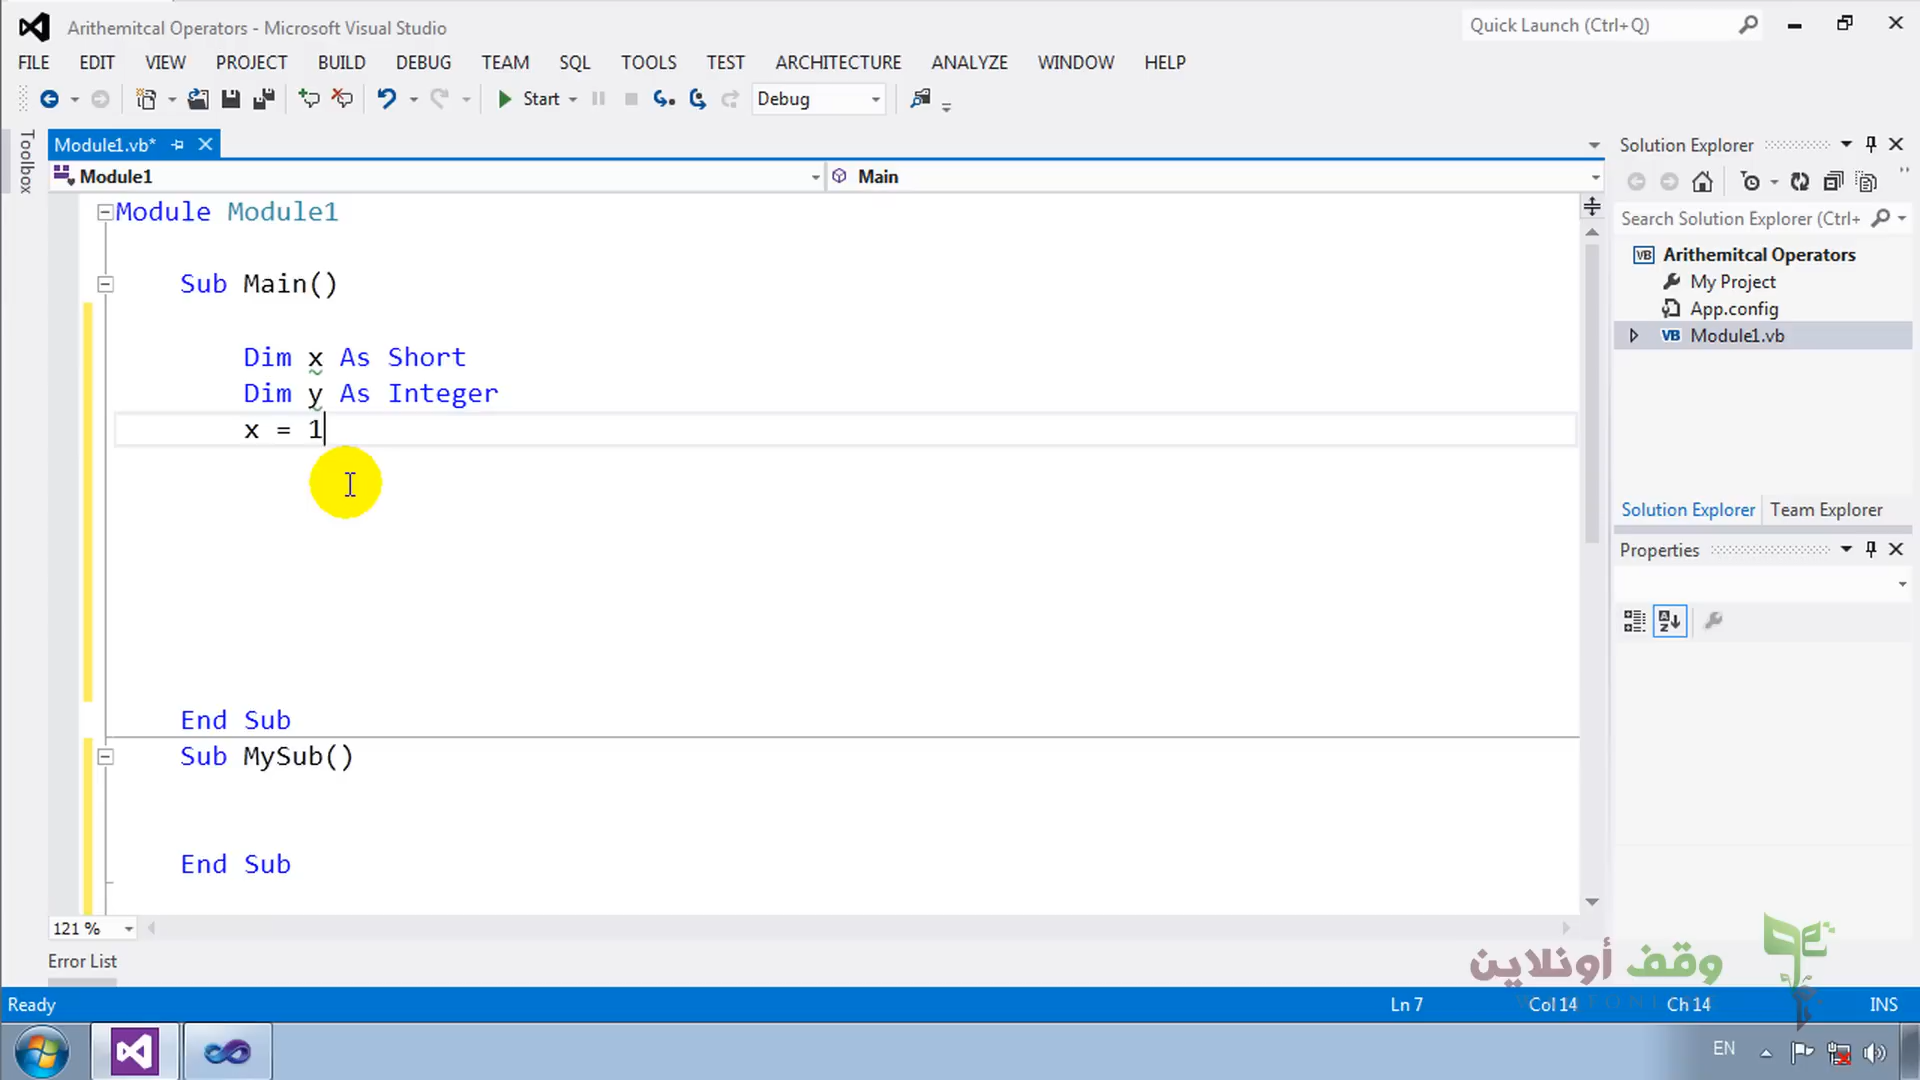 Arithemitcal Operators - Microsoft Visual Studio
Quick Launch (Ctrl+Q)
FILE EDIT VIEW PROJECT BUILD DEBUG TEAM SQL TOOLS TEST ARCHITECTURE ANALYZE WINDOW HELP
Start Debug
Toolbox
Module1.vb*
Module1 Main
Module Module1
Sub Main()
Dim x As Short
Dim y As Integer
x = 1
End Sub
Sub MySub()
End Sub
121 %
Error List
Solution Explorer
Search Solution Explorer (Ctrl+
VB Arithemitcal Operators
My Project
App.config
VB Module1.vb
Solution Explorer Team Explorer
Properties
وقف أونلاين
Ready Ln 7 Col 14 Ch 14 INS
EN